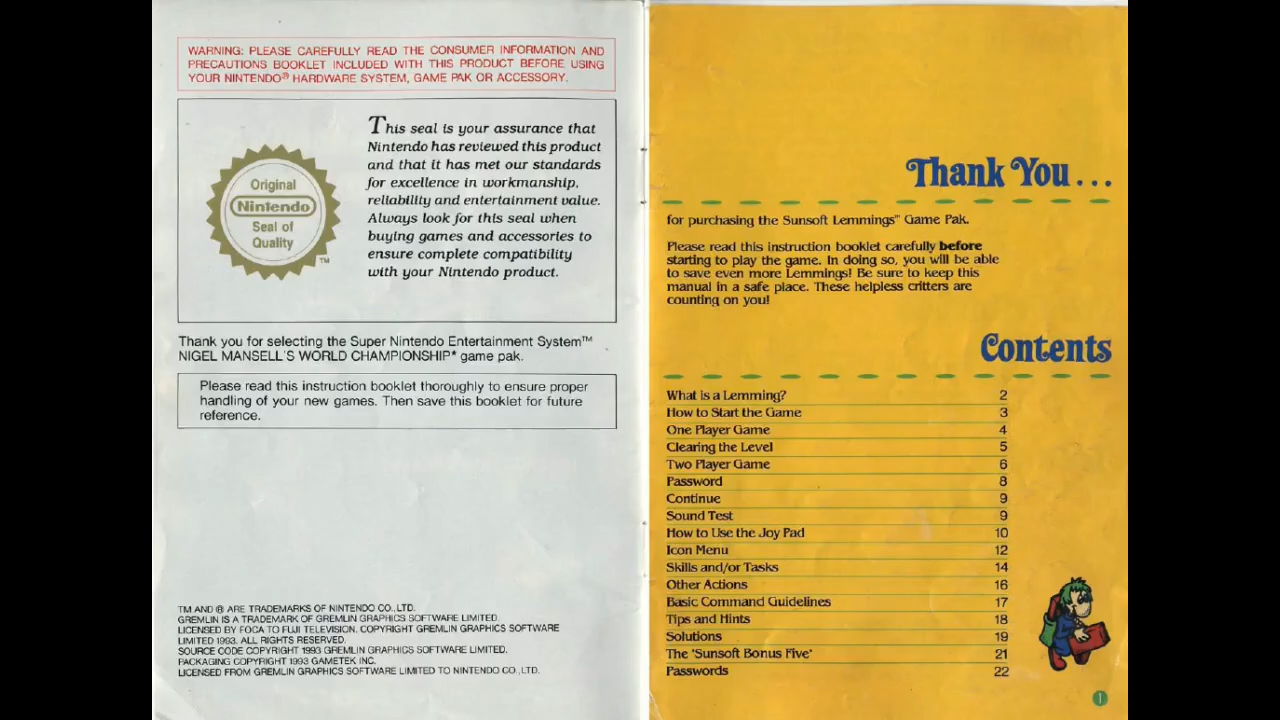 WARNING: PLEASE CAREFULLY READ THE CONSUMER INFORMATION AND
PRECAUTIONS BOOKLET INCLUDED WITH THIS PRODUCT BEFORE USING
YOUR NINTENDO® HARDWARE SYSTEM, GAME PAK OR ACCESSORY.
Original
Nintendo
Seal of
Quality
TM
This seal is your assurance that
Nintendo has reviewed this product
and that it has met our standards
for excellence in workmanship,
reliability and entertainment value.
Always look for this seal when
buying games and accessories to
ensure complete compatibility
with your Nintendo product.
Thank you for selecting the Super Nintendo Entertainment System™
NIGEL MANSELL'S WORLD CHAMPIONSHIP* game pak.
Please read this instruction booklet thoroughly to ensure proper
handling of your new games. Then save this booklet for future
reference.
TM AND ® ARE TRADEMARKS OF NINTENDO CO., LTD.
GREMLIN IS A TRADEMARK OF GREMLIN GRAPHICS SOFTWARE LIMITED.
LICENSED BY FOCA TO FUJI TELEVISION. COPYRIGHT GREMLIN GRAPHICS SOFTWARE
LIMITED 1993. ALL RIGHTS RESERVED.
SOURCE CODE COPYRIGHT 1993 GREMLIN GRAPHICS SOFTWARE LIMITED.
PACKAGING COPYRIGHT 1993 GAMETEK INC.
LICENSED FROM GREMLIN GRAPHICS SOFTWARE LIMITED TO NINTENDO CO., LTD.
Thank You...
for purchasing the Sunsoft Lemmings™ Game Pak.
Please read this instruction booklet carefully before
starting to play the game. In doing so, you will be able
to save even more Lemmings! Be sure to keep this
manual in a safe place. These helpless critters are
counting on you!
Contents
What is a Lemming? 2
How to Start the Game 3
One Player Game 4
Clearing the Level 5
Two Player Game 6
Password 8
Continue 9
Sound Test 9
How to Use the Joy Pad 10
Icon Menu 12
Skills and/or Tasks 14
Other Actions 16
Basic Command Guidelines 17
Tips and Hints 18
Solutions 19
The "Sunsoft Bonus Five" 21
Passwords 22
1